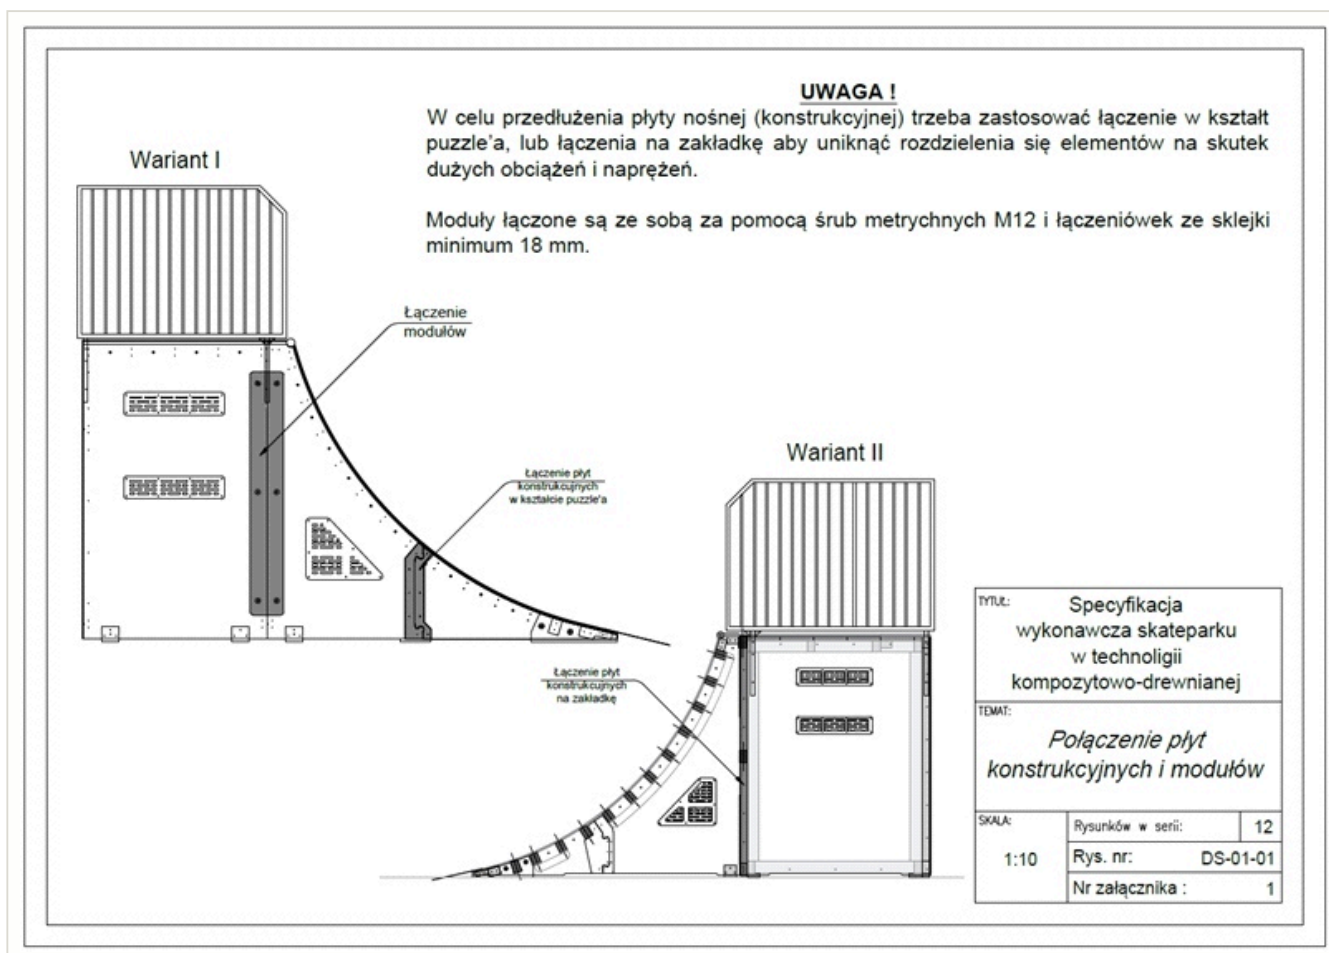 UWAGA !
W celu przedłużenia płyty nośnej (konstrukcyjnej) trzeba zastosować łączenie w kształt
puzzle'a, lub łączenia na zakładkę aby uniknąć rozdzielenia się elementów na skutek
dużych obciążeń i naprężeń.
Moduły łączone są ze sobą za pomocą śrub metrychnych M12 i łączeniówek ze sklejki
minimum 18 mm.
Wariant I
Łączenie
modułów
Łączenie płyt
konstrukcujnych
w kształcie puzzle'a
Wariant II
Łączenie płyt
konstrukcujnych
na zakładkę
TYTUŁ:
Specyfikacja
wykonawcza skateparku
w technoligii
kompozytowo-drewnianej
TEMAT:
Połączenie płyt
konstrukcyjnych i modułów
SKALA:
1:10
Rysunków w serii: 12
Rys. nr: DS-01-01
Nr załącznika : 1